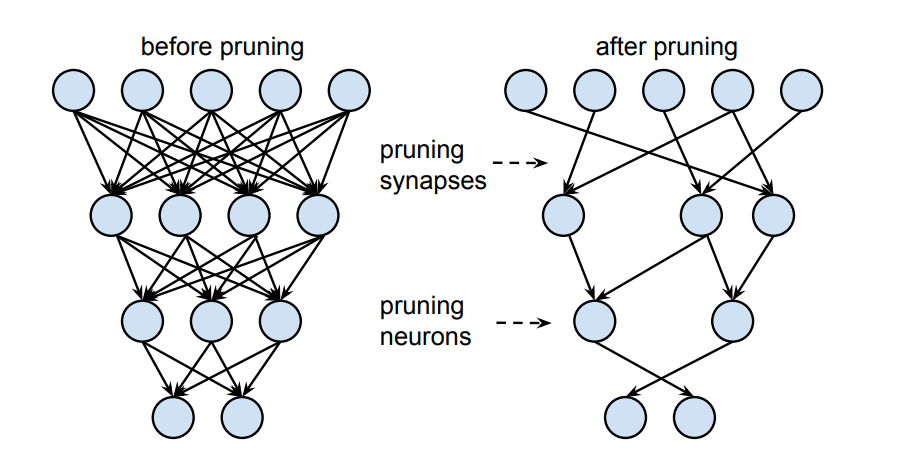 before pruning
after pruning
pruning
synapses
pruning
neurons